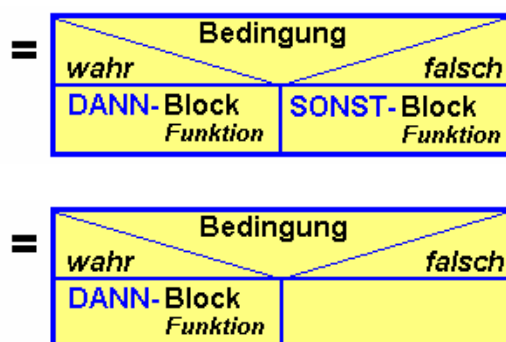 Bedingung
= wahr falsch
DANN-Block SONST-Block
Funktion Funktion
Bedingung
= wahr falsch
DANN-Block
Funktion